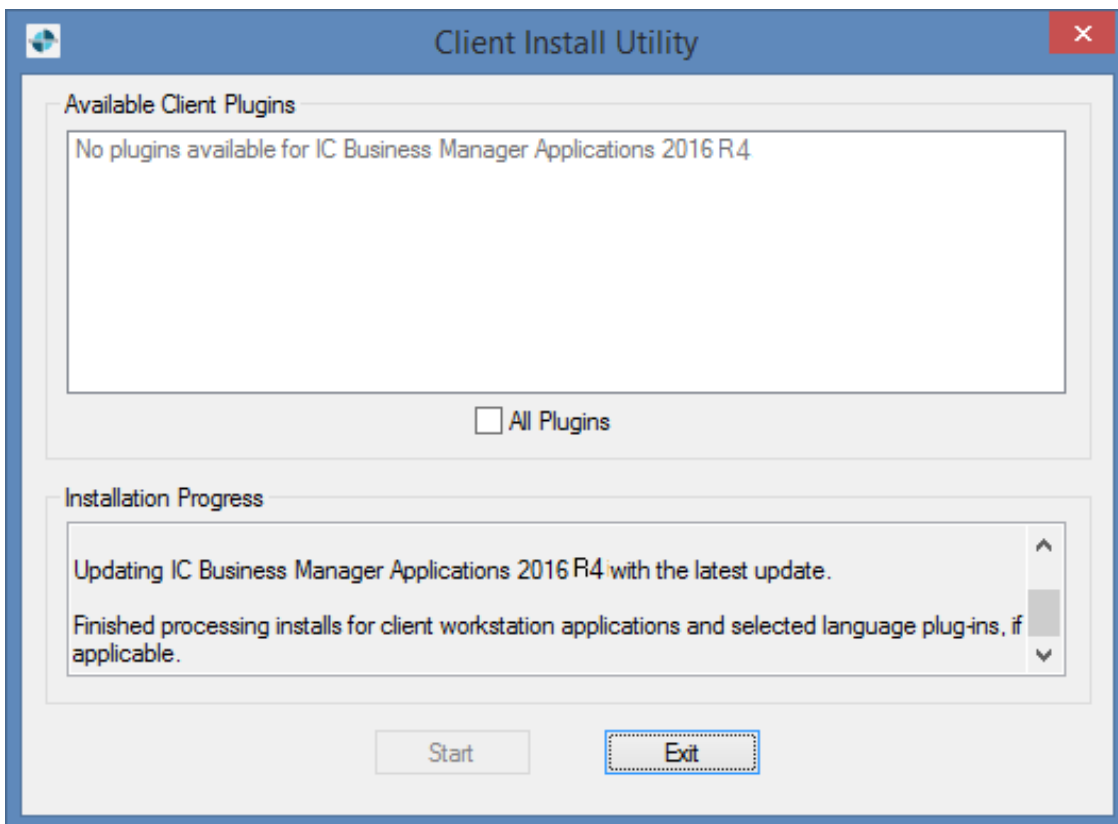 Client Install Utility
Available Client Plugins
No plugins available for IC Business Manager Applications 2016 R4
All Plugins
Installation Progress
Updating IC Business Manager Applications 2016 R4 with the latest update.
Finished processing installs for client workstation applications and selected language plug-ins, if
applicable.
Start
Exit